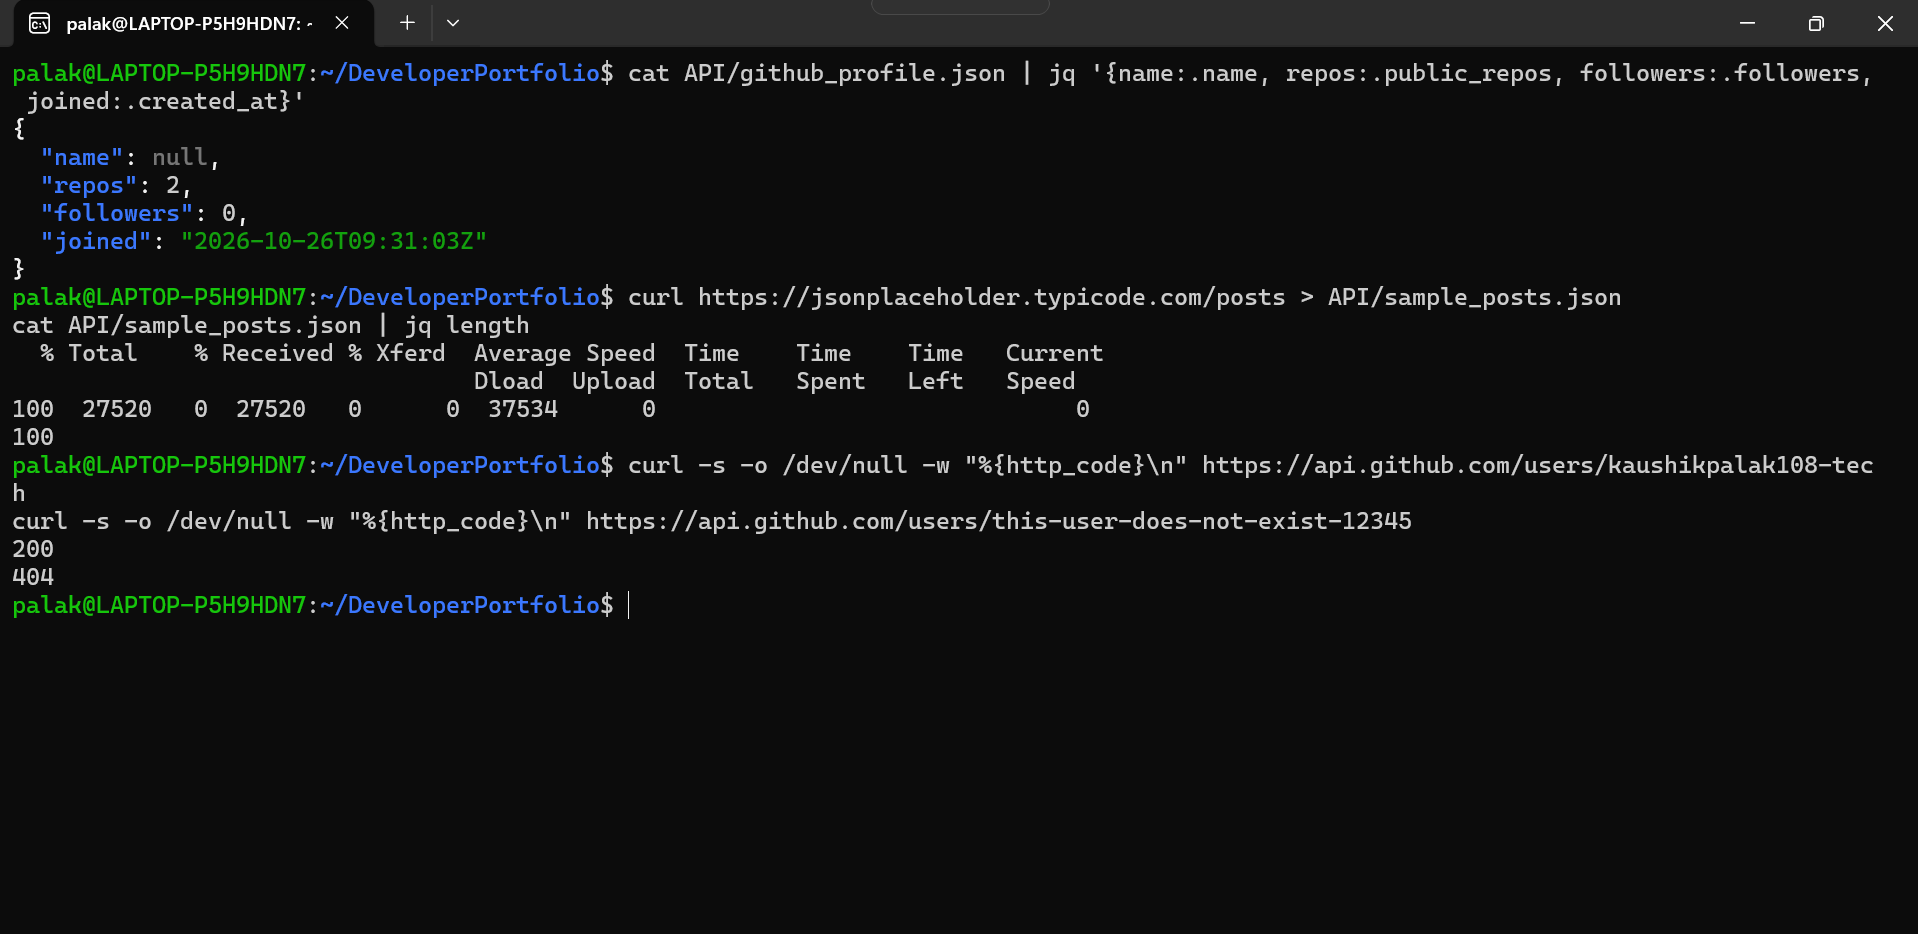 palak@LAPTOP-P5H9HDN7: ~
palak@LAPTOP-P5H9HDN7:~/DeveloperPortfolio$ cat API/github_profile.json | jq '{name:.name, repos:.public_repos, followers:.followers,
 joined:.created_at}'
{
  "name": null,
  "repos": 2,
  "followers": 0,
  "joined": "2026-10-26T09:31:03Z"
}
palak@LAPTOP-P5H9HDN7:~/DeveloperPortfolio$ curl https://jsonplaceholder.typicode.com/posts > API/sample_posts.json
cat API/sample_posts.json | jq length
  % Total    % Received % Xferd  Average Speed  Time    Time    Time   Current
                                 Dload  Upload  Total   Spent   Left   Speed
100  27520   0  27520   0      0  37534      0                              0
100
palak@LAPTOP-P5H9HDN7:~/DeveloperPortfolio$ curl -s -o /dev/null -w "%{http_code}\n" https://api.github.com/users/kaushikpalak108-tec
h
curl -s -o /dev/null -w "%{http_code}\n" https://api.github.com/users/this-user-does-not-exist-12345
200
404
palak@LAPTOP-P5H9HDN7:~/DeveloperPortfolio$